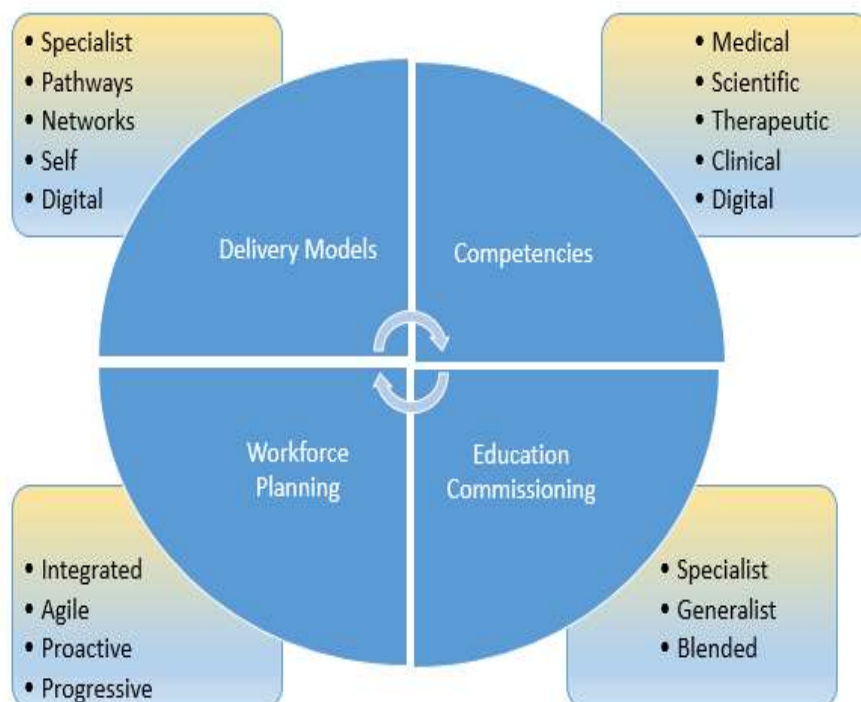 • Specialist
• Pathways
• Networks
• Self
• Digital
• Medical
• Scientific
• Therapeutic
• Clinical
• Digital
Delivery Models
Competencies
Workforce
Planning
Education
Commissioning
• Integrated
• Agile
• Proactive
• Progressive
• Specialist
• Generalist
• Blended